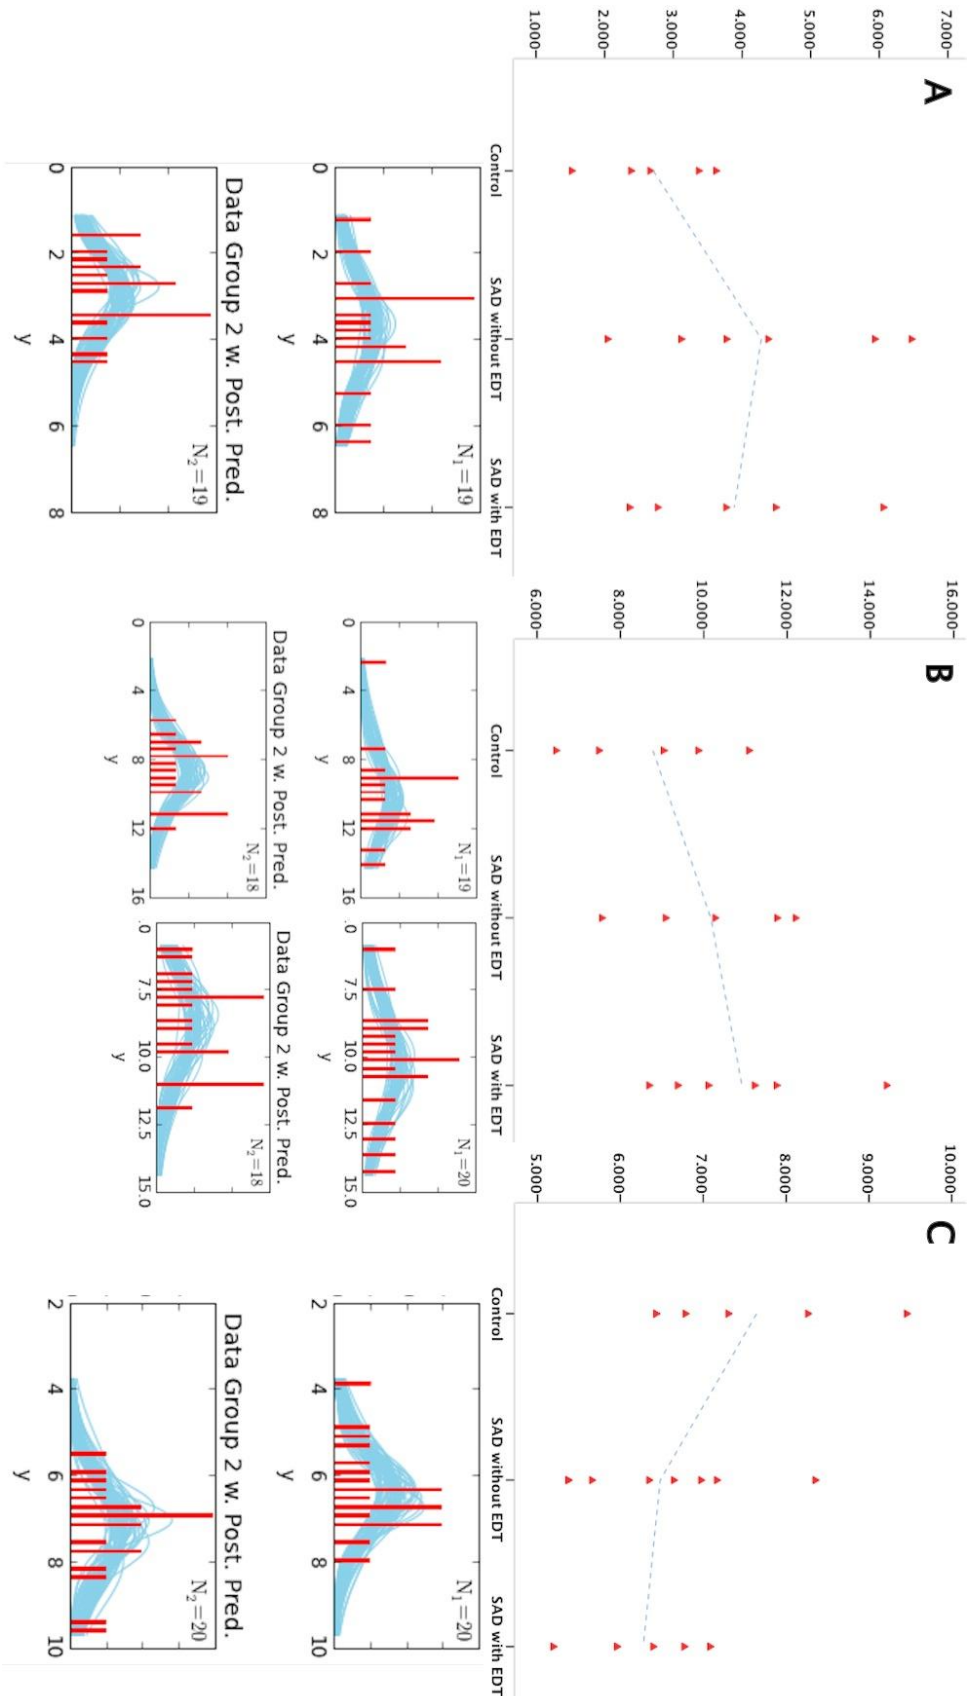 A
7.000
6.000
5.000
4.000
3.000
2.000
1.000
Control
SAD without EDT
SAD with EDT
N₁=19
0
2
4
6
8
y
Data Group 2 w. Post. Pred.
N₂=19
0
2
4
6
8
y
B
16.000
14.000
12.000
10.000
8.000
6.000
Control
SAD without EDT
SAD with EDT
N₁=19
0
4
8
12
16
y
Data Group 2 w. Post. Pred.
N₂=18
0
4
8
12
16
y
N₁=20
.0
7.5
10.0
12.5
15.0
y
Data Group 2 w. Post. Pred.
N₂=18
.0
7.5
10.0
12.5
15.0
y
C
10.000
9.000
8.000
7.000
6.000
5.000
Control
SAD without EDT
SAD with EDT
N₁=20
2
4
6
8
10
y
Data Group 2 w. Post. Pred.
N₂=20
2
4
6
8
10
y